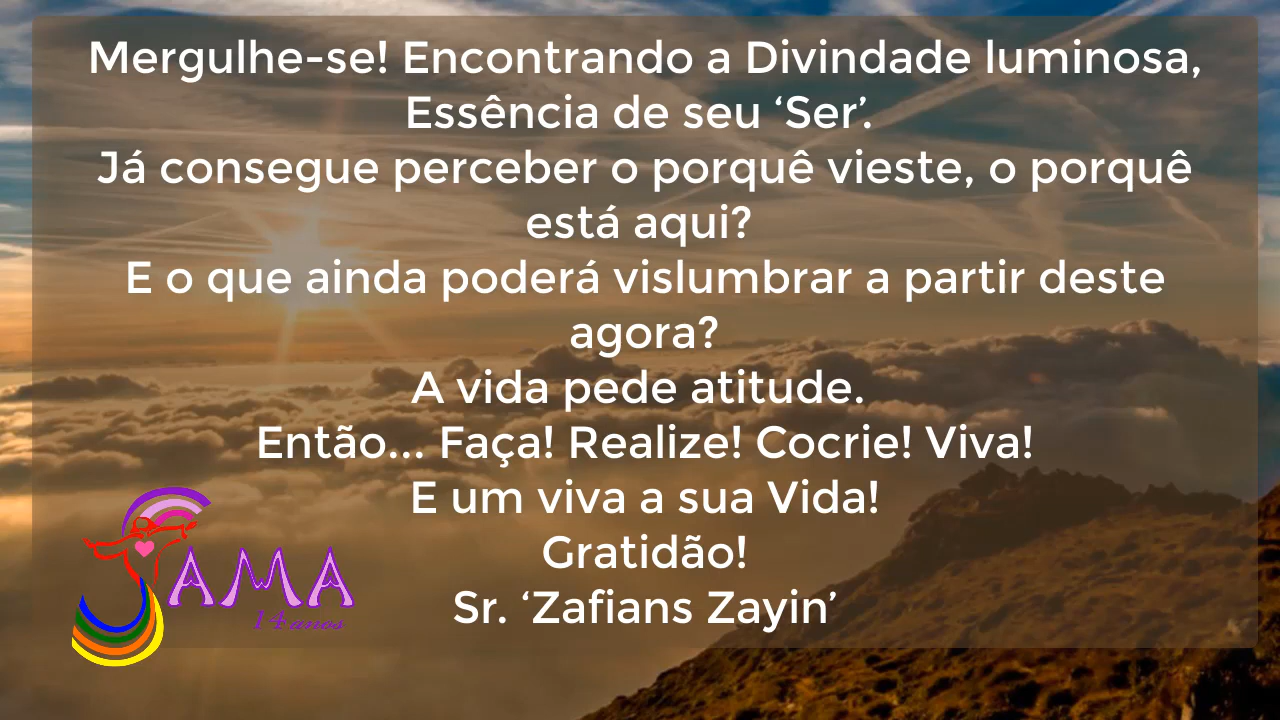 Mergulhe-se! Encontrando a Divindade luminosa,
Essência de seu ‘Ser’.
Já consegue perceber o porquê vieste, o porquê
está aqui?
E o que ainda poderá vislumbrar a partir deste
agora?
A vida pede atitude.
Então... Faça! Realize! Cocrie! Viva!
E um viva a sua Vida!
Gratidão!
Sr. ‘Zafians Zayin’
SAMA
14 anos